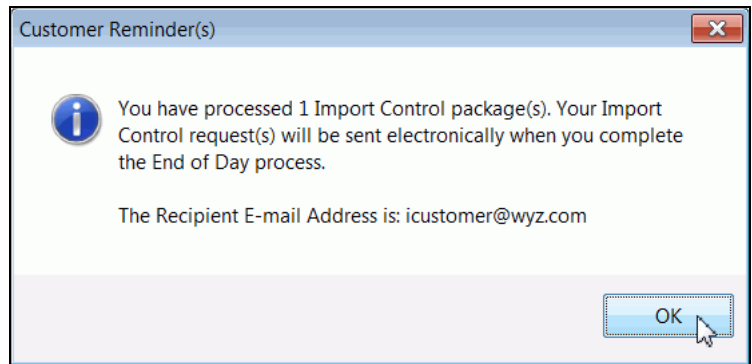 Customer Reminder(s)
You have processed 1 Import Control package(s). Your Import
Control request(s) will be sent electronically when you complete
the End of Day process.
The Recipient E-mail Address is: icustomer@wyz.com
OK